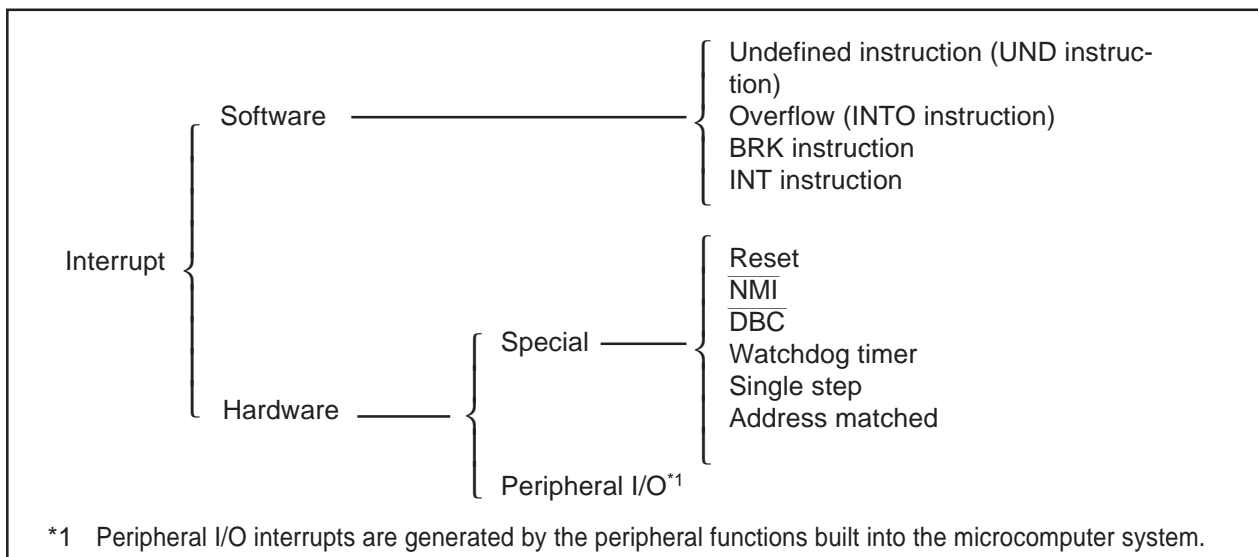 Undefined instruction (UND instruc-
tion)
Software
Overflow (INTO instruction)
BRK instruction
INT instruction
Interrupt
Reset
N̅M̅I̅
D̅B̅C̅
Special
Watchdog timer
Single step
Hardware
Address matched
Peripheral I/O*1
*1 Peripheral I/O interrupts are generated by the peripheral functions built into the microcomputer system.